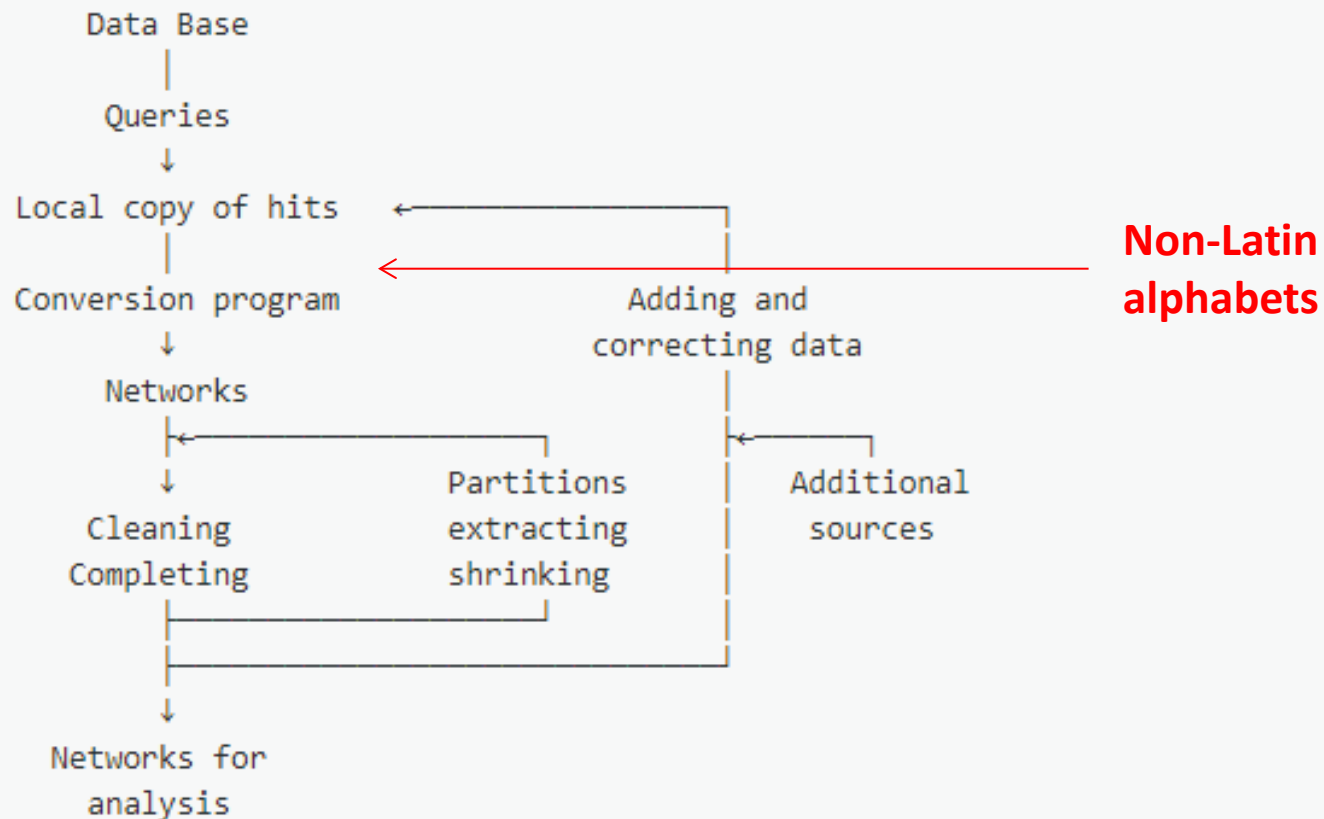 Data Base
Queries
Local copy of hits
Non-Latin
alphabets
Conversion program
Adding and
correcting data
Networks
Partitions
extracting
shrinking
Additional
sources
Cleaning
Completing
Networks for
analysis